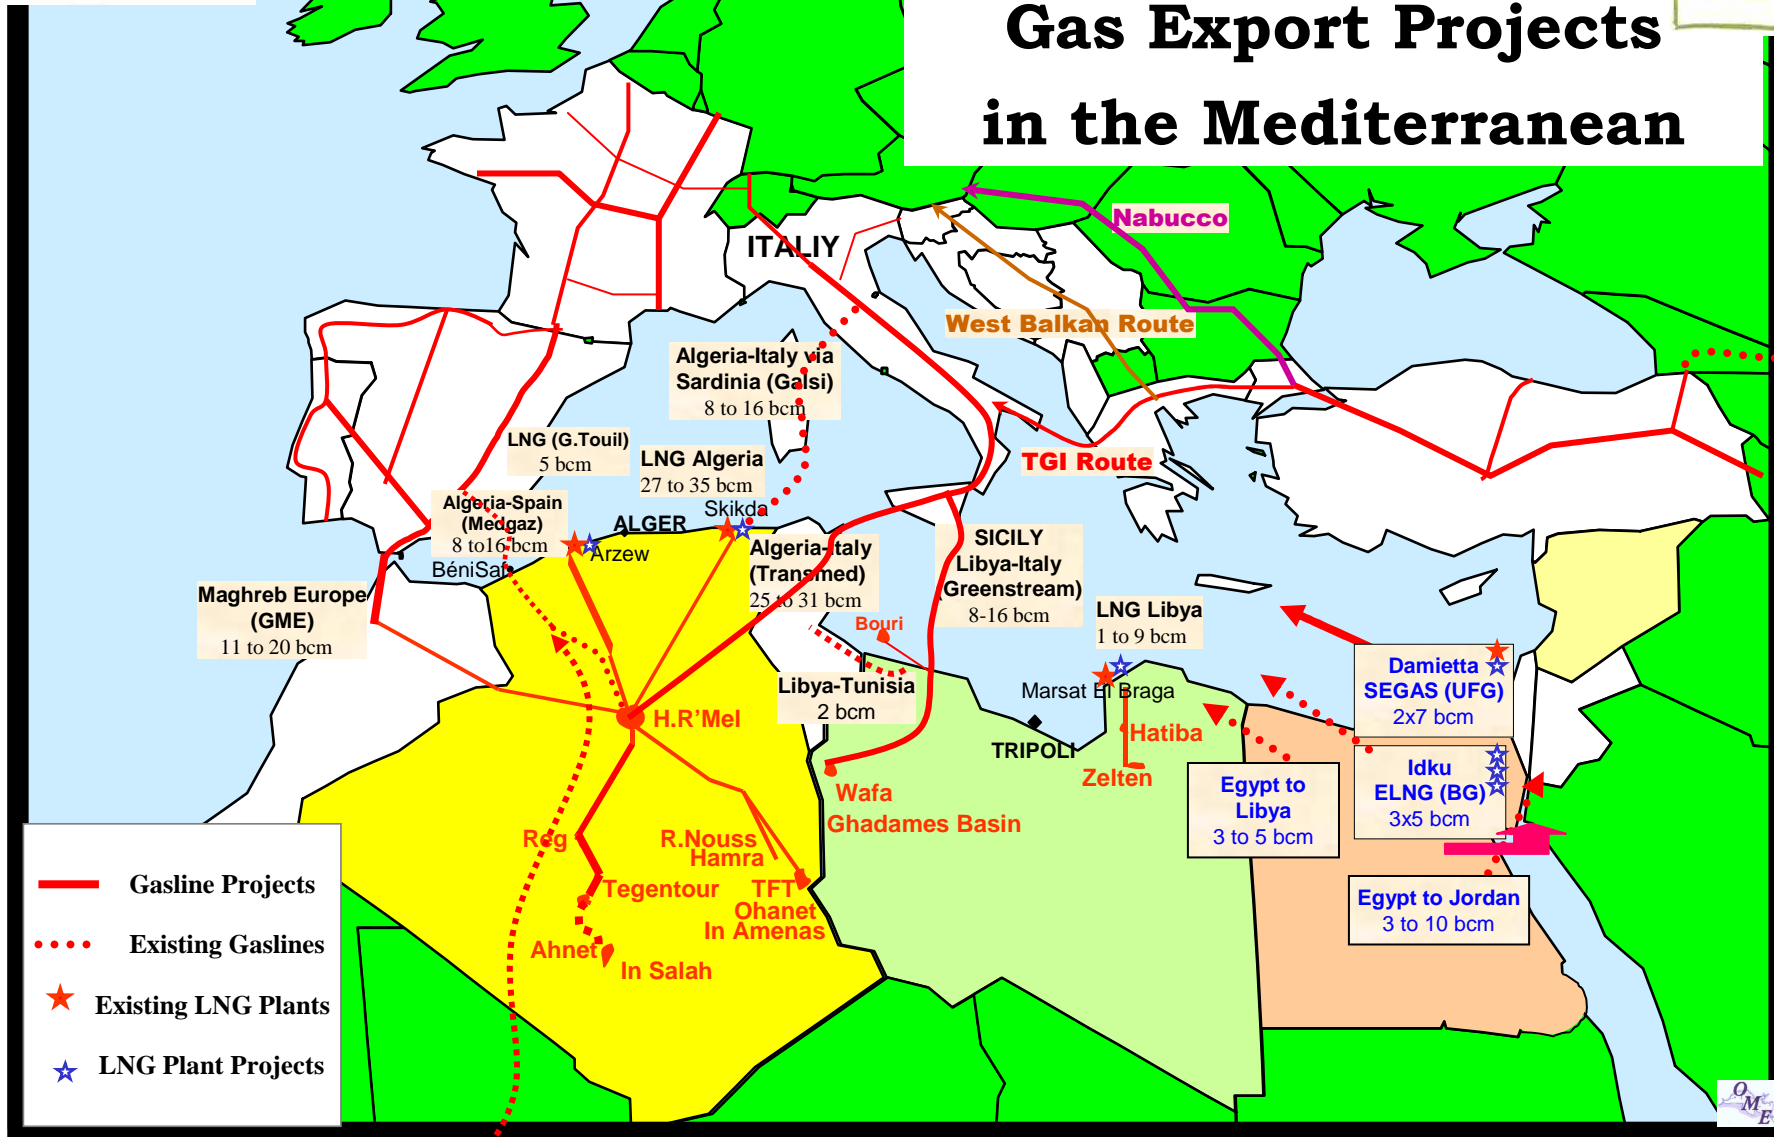 Gas Export Projects
in the Mediterranean
Nabucco
ITALIY
West Balkan Route
Algeria-Italy via
Sardinia (Galsi)
8 to 16 bcm
LNG (G.Touil)
5 bcm
LNG Algeria
27 to 35 bcm
TGI Route
Algeria-Spain
(Medgaz)
8 to16 bcm
Skikda
ALGER
Arzew
BéniSaf
Algeria-Italy
(Transmed)
25 to 31 bcm
SICILY
Libya-Italy
(Greenstream)
8-16 bcm
Maghreb Europe
(GME)
11 to 20 bcm
LNG Libya
1 to 9 bcm
Bouri
Libya-Tunisia
2 bcm
Marsat El Braga
Damietta
SEGAS (UFG)
2x7 bcm
H.R'Mel
TRIPOLI
Hatiba
Zelten
Egypt to
Libya
3 to 5 bcm
Idku
ELNG (BG)
3x5 bcm
Wafa
Ghadames Basin
Reg
R.Nouss
Hamra
Tegentour
TFT
Ohanet
In Amenas
Egypt to Jordan
3 to 10 bcm
Ahnet
In Salah
Gasline Projects
Existing Gaslines
Existing LNG Plants
LNG Plant Projects
OME